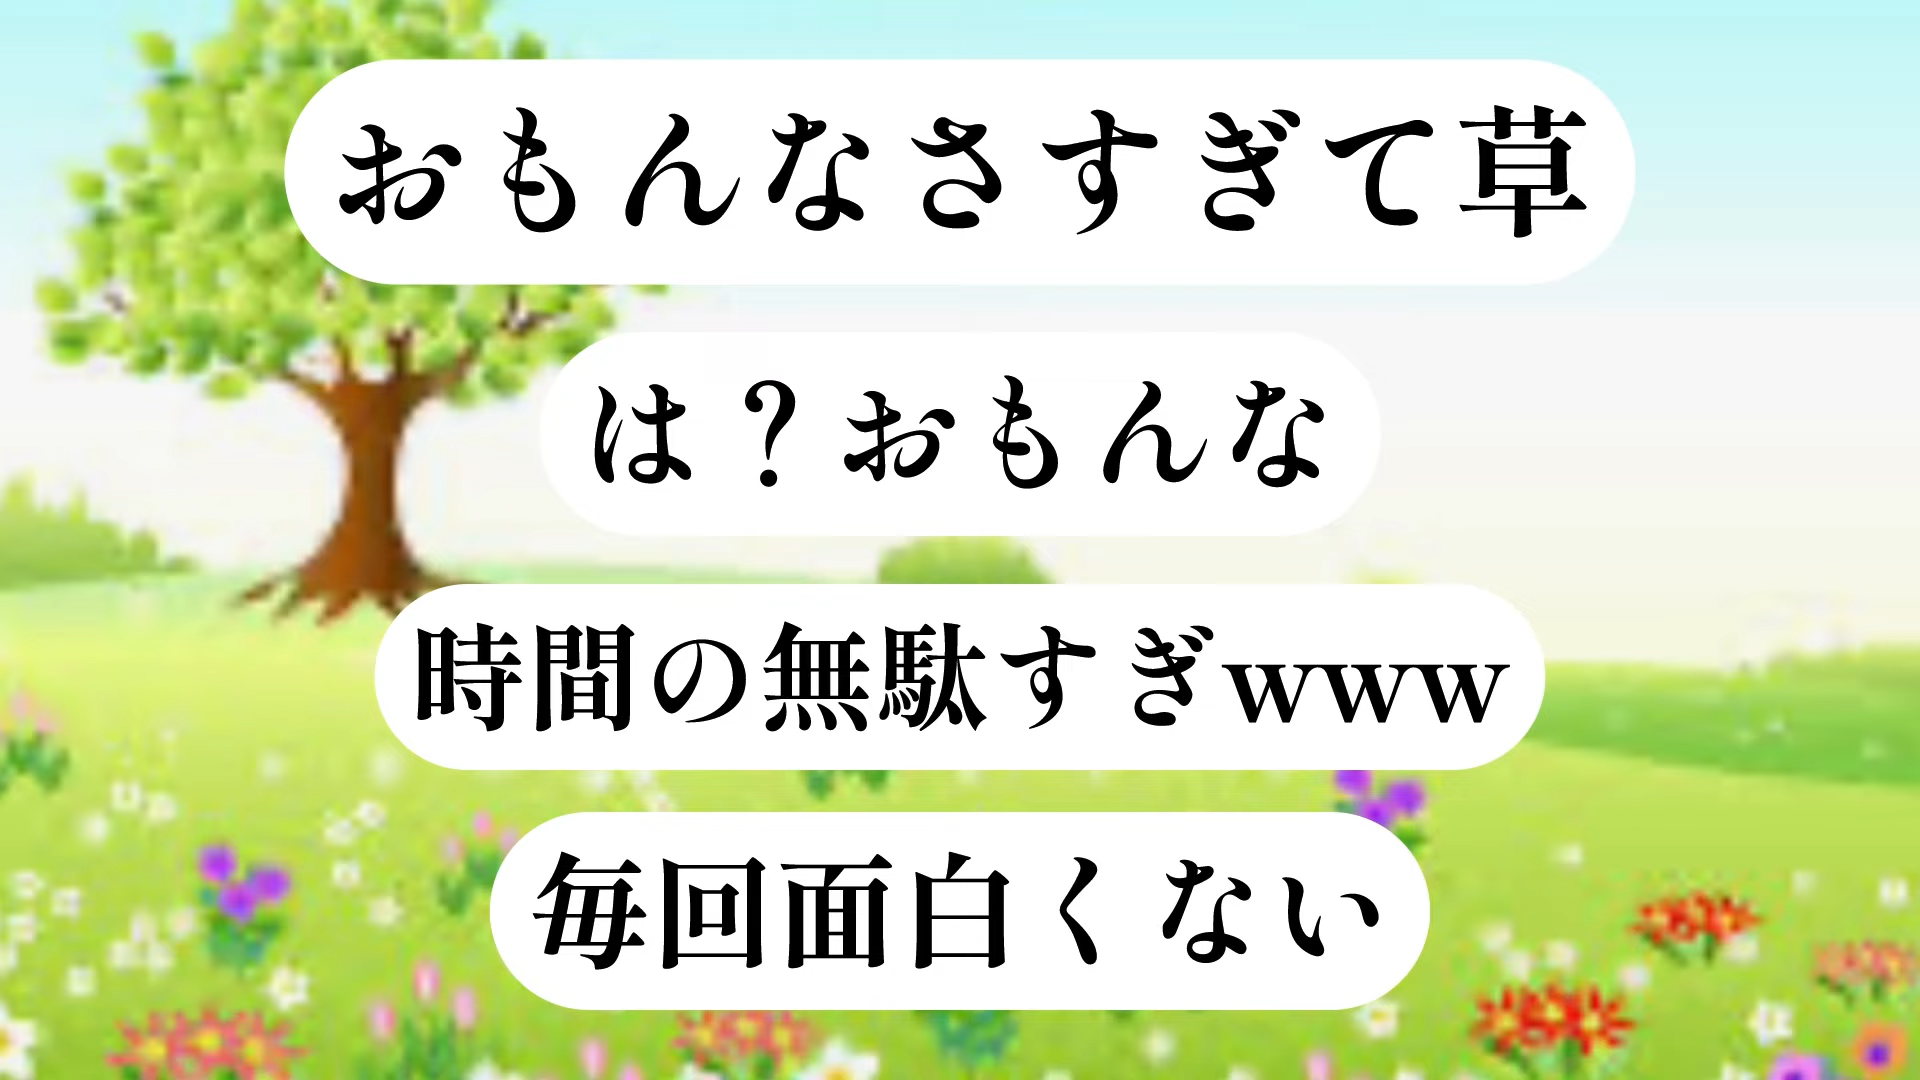 おもんなさすぎて草
は？おもんな
時間の無駄すぎwww
毎回面白くない